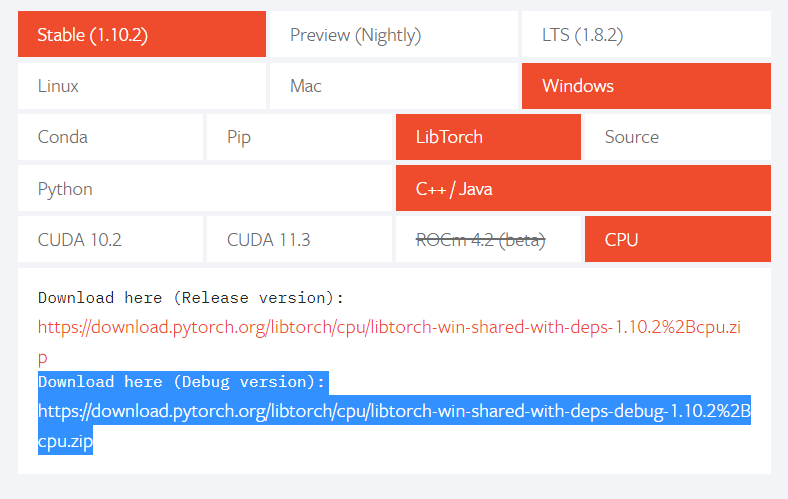 Stable (1.10.2) Preview (Nightly) LTS (1.8.2)
Linux Mac Windows
Conda Pip LibTorch Source
Python C++ / Java
CUDA 10.2 CUDA 11.3 ROCm 4.2 (beta) CPU
Download here (Release version):
https://download.pytorch.org/libtorch/cpu/libtorch-win-shared-with-deps-1.10.2%2Bcpu.zi
p
Download here (Debug version):
https://download.pytorch.org/libtorch/cpu/libtorch-win-shared-with-deps-debug-1.10.2%2B
cpu.zip